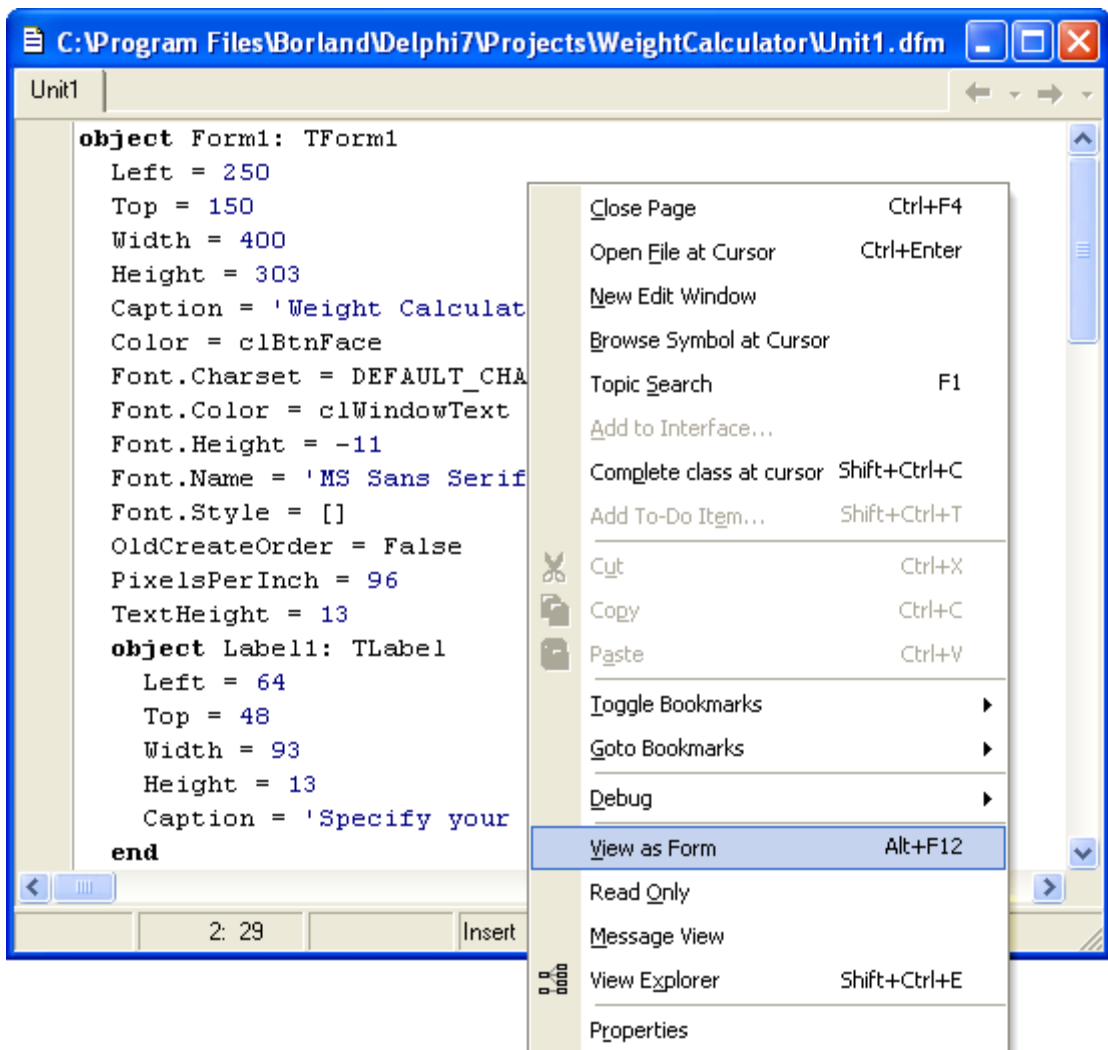 C:\Program Files\Borland\Delphi7\Projects\WeightCalculator\Unit1.dfm
Unit1
object Form1: TForm1
Left = 250
Top = 150
Width = 400
Height = 303
Caption = 'Weight Calculat
Color = clBtnFace
Font.Charset = DEFAULT_CHA
Font.Color = clWindowText
Font.Height = -11
Font.Name = 'MS Sans Serif
Font.Style = []
OldCreateOrder = False
PixelsPerInch = 96
TextHeight = 13
object Label1: TLabel
Left = 64
Top = 48
Width = 93
Height = 13
Caption = 'Specify your
end
2: 29 Insert
Close Page Ctrl+F4
Open File at Cursor Ctrl+Enter
New Edit Window
Browse Symbol at Cursor
Topic Search F1
Add to Interface...
Complete class at cursor Shift+Ctrl+C
Add To-Do Item... Shift+Ctrl+T
Cut Ctrl+X
Copy Ctrl+C
Paste Ctrl+V
Toggle Bookmarks
Goto Bookmarks
Debug
View as Form Alt+F12
Read Only
Message View
View Explorer Shift+Ctrl+E
Properties